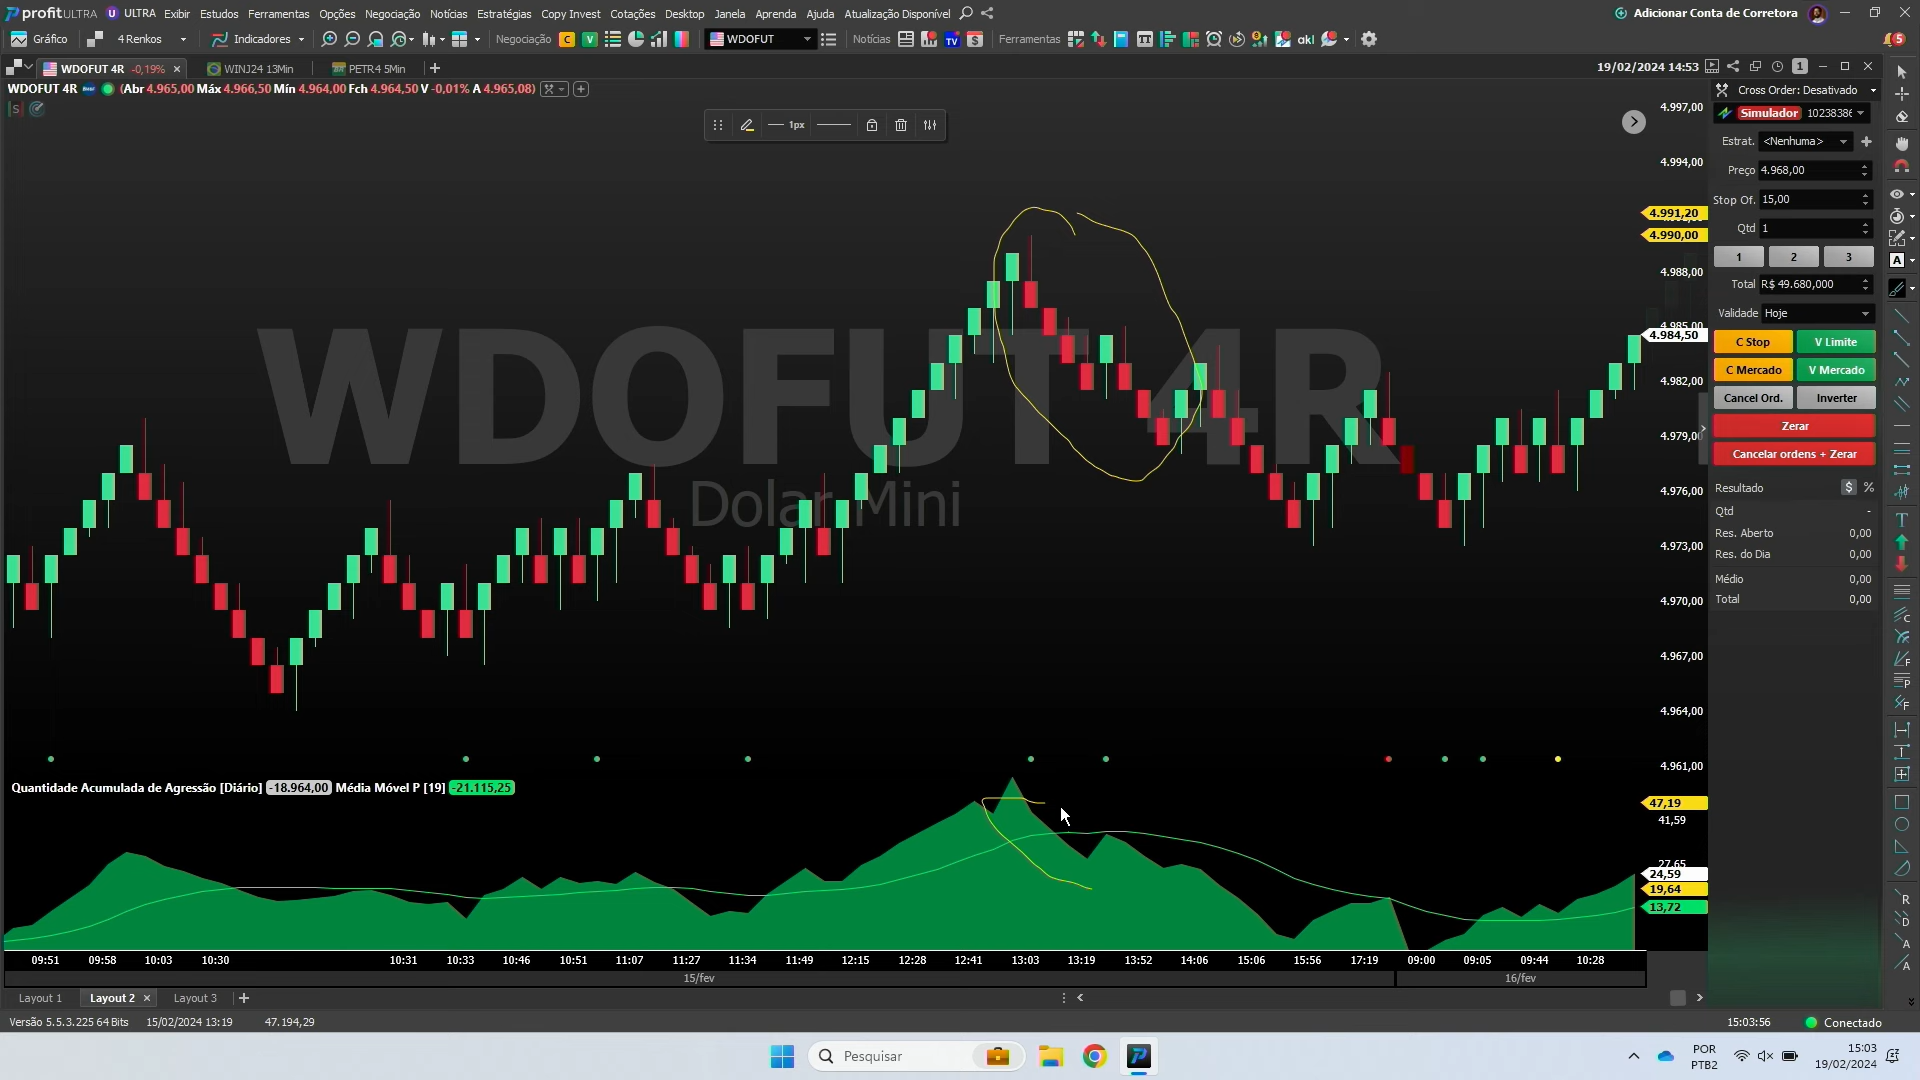 profitULTRA ULTRA Exibir Estudos Ferramentas Opções Negociação Notícias Estratégias Copy Invest Cotações Desktop Janela Aprenda Ajuda Atualização Disponível Adicionar Conta de Corretora
Gráfico 4 Renkos Indicadores Negociação C V WDOFUT Notícias TV $ Ferramentas akl 5
WDOFUT 4R -0,19% WINJ24 13Min PETR4 5Min 19/02/2024 14:53 1
WDOFUT 4R (Abr 4.965,00 Máx 4.966,50 Mín 4.964,00 Fch 4.964,50 V -0,01% A 4.965,08)
S
1px
WDOFUT 4R
Dolar Mini
4.997,00
4.994,00
4.991,20
4.990,00
4.988,00
4.985,00
4.984,50
4.982,00
4.979,00
4.976,00
4.973,00
4.970,00
4.967,00
4.964,00
4.961,00
Cross Order: Desativado
Simulador 1023838
Estrat. <Nenhuma>
Preço 4.968,00
Stop Of. 15,00
Qtd 1
1 2 3
Total R$ 49.680,000
Validade Hoje
C Stop V Limite
C Mercado V Mercado
Cancel Ord. Inverter
Zerar
Cancelar ordens + Zerar
Resultado $ %
Qtd -
Res. Aberto 0,00
Res. do Dia 0,00
Médio 0,00
Total 0,00
Quantidade Acumulada de Agressão [Diário] -18.964,00 Média Móvel P [19] -21.115,25
47,19
41,59
27,65
24,59
19,64
13,72
09:51 09:58 10:03 10:30 10:31 10:33 10:46 10:51 11:07 11:27 11:34 11:49 12:15 12:28 12:41 13:03 13:19 13:52 14:06 15:06 15:56 17:19 09:00 09:05 09:44 10:28
15/fev 16/fev
Layout 1 Layout 2 Layout 3
Versão 5.5.3.225 64 Bits 15/02/2024 13:19 47.194,29 15:03:56 Conectado
Pesquisar POR PTB2 15:03 19/02/2024